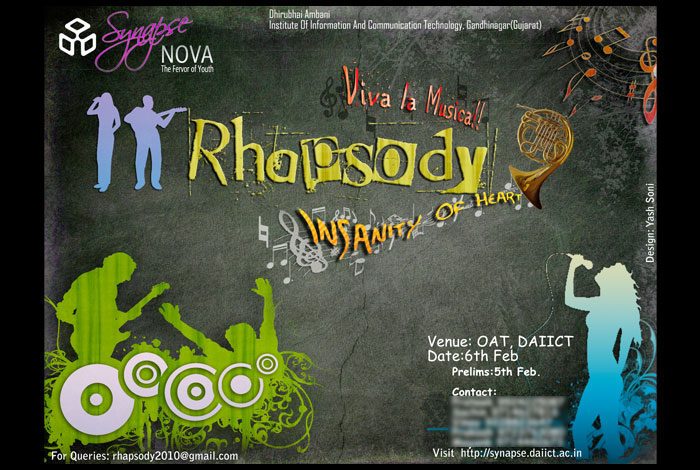 Synapse
NOVA
The Fervor of Youth
Dhirubhai Ambani
Institute Of Information And Communication Technology, Gandhinagar(Gujarat)
Viva la Musica!!
Rhapsody
INSANITY OF HEART
Design: Yash Soni
Venue: OAT, DAIICT
Date:6th Feb
Prelims:5th Feb.
Contact:
For Queries: rhapsody2010@gmail.com
Visit http://synapse.daiict.ac.in